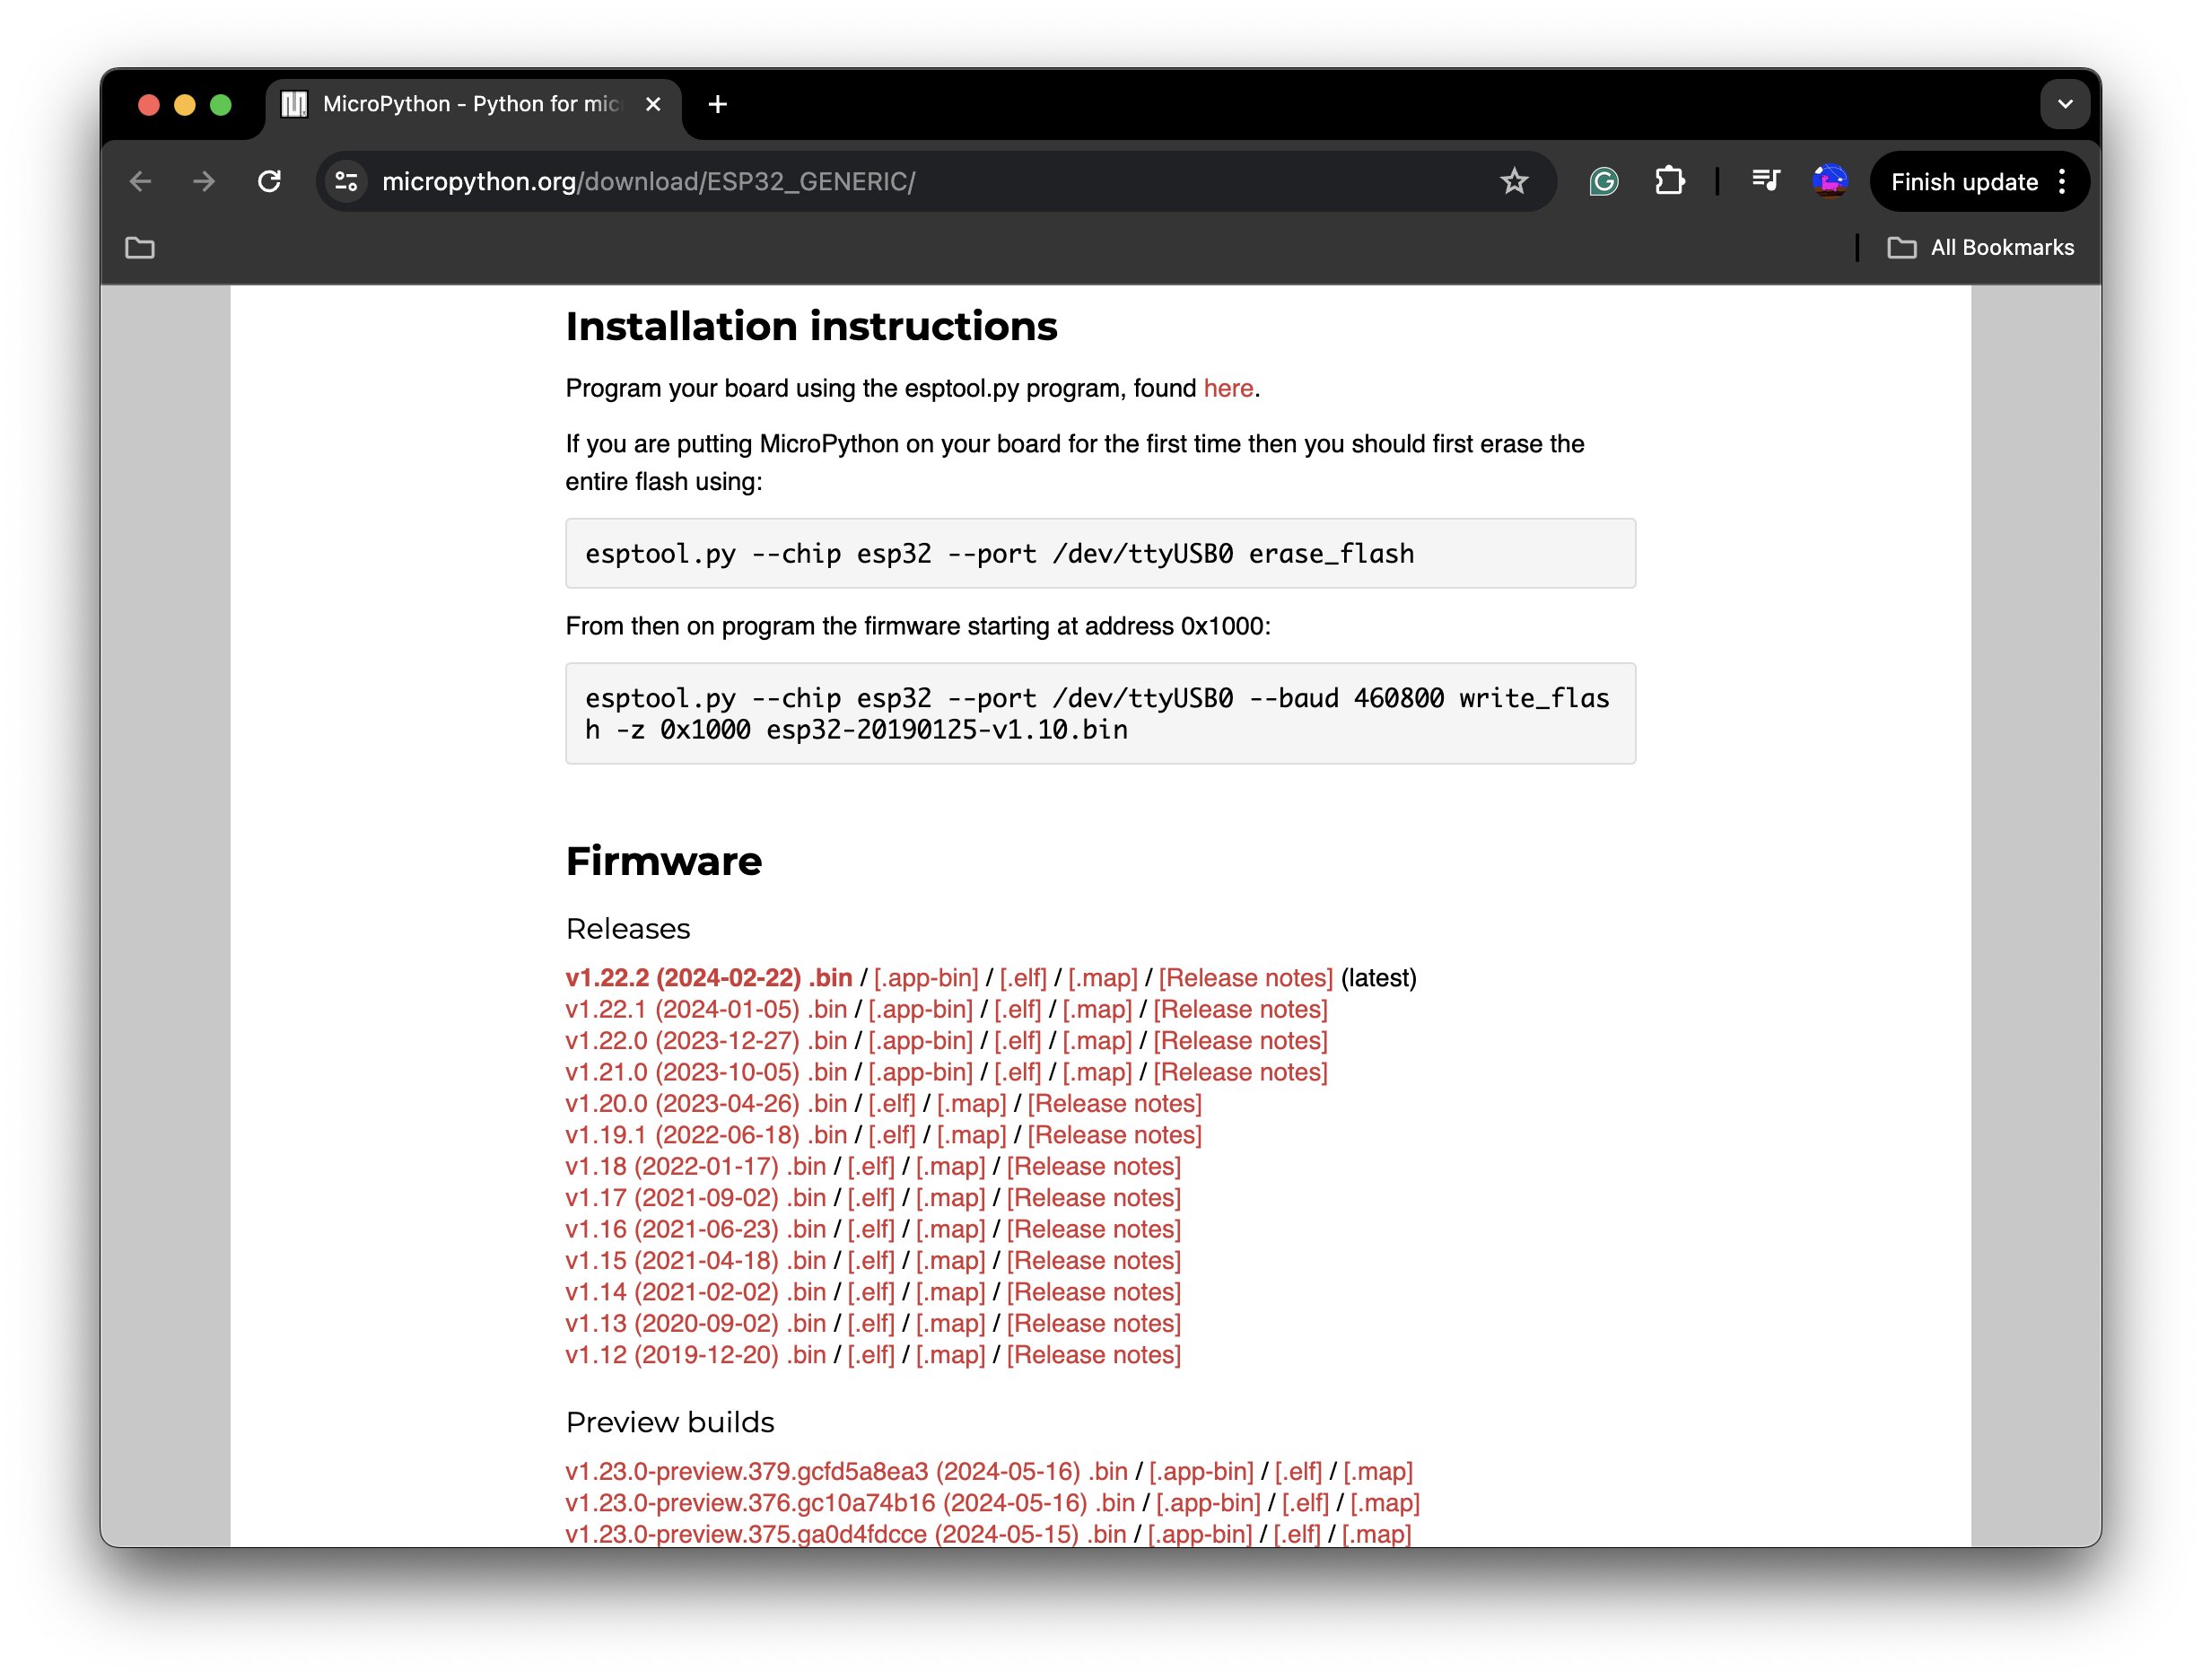 MicroPython - Python for mic
micropython.org/download/ESP32_GENERIC/
Finish update
All Bookmarks
Installation instructions
Program your board using the esptool.py program, found here.
If you are putting MicroPython on your board for the first time then you should first erase the
entire flash using:
esptool.py --chip esp32 --port /dev/ttyUSB0 erase_flash
From then on program the firmware starting at address 0x1000:
esptool.py --chip esp32 --port /dev/ttyUSB0 --baud 460800 write_flas
h -z 0x1000 esp32-20190125-v1.10.bin
Firmware
Releases
v1.22.2 (2024-02-22) .bin / [.app-bin] / [.elf] / [.map] / [Release notes] (latest)
v1.22.1 (2024-01-05) .bin / [.app-bin] / [.elf] / [.map] / [Release notes]
v1.22.0 (2023-12-27) .bin / [.app-bin] / [.elf] / [.map] / [Release notes]
v1.21.0 (2023-10-05) .bin / [.app-bin] / [.elf] / [.map] / [Release notes]
v1.20.0 (2023-04-26) .bin / [.elf] / [.map] / [Release notes]
v1.19.1 (2022-06-18) .bin / [.elf] / [.map] / [Release notes]
v1.18 (2022-01-17) .bin / [.elf] / [.map] / [Release notes]
v1.17 (2021-09-02) .bin / [.elf] / [.map] / [Release notes]
v1.16 (2021-06-23) .bin / [.elf] / [.map] / [Release notes]
v1.15 (2021-04-18) .bin / [.elf] / [.map] / [Release notes]
v1.14 (2021-02-02) .bin / [.elf] / [.map] / [Release notes]
v1.13 (2020-09-02) .bin / [.elf] / [.map] / [Release notes]
v1.12 (2019-12-20) .bin / [.elf] / [.map] / [Release notes]
Preview builds
v1.23.0-preview.379.gcfd5a8ea3 (2024-05-16) .bin / [.app-bin] / [.elf] / [.map]
v1.23.0-preview.376.gc10a74b16 (2024-05-16) .bin / [.app-bin] / [.elf] / [.map]
v1.23.0-preview.375.ga0d4fdcce (2024-05-15) .bin / [.app-bin] / [.elf] / [.map]